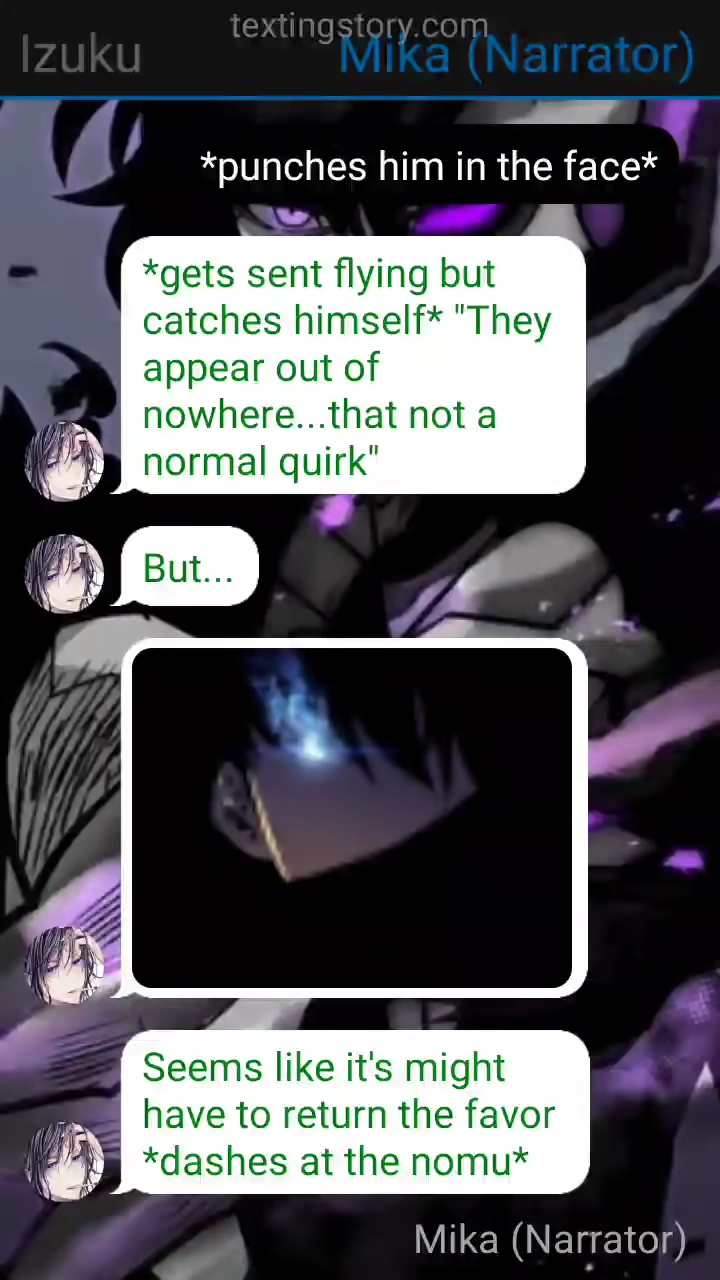 textingstory.com
Izuku
Mika (Narrator)
*punches him in the face*
*gets sent flying but
catches himself* "They
appear out of
nowhere...that not a
normal quirk"
But...
Seems like it's might
have to return the favor
*dashes at the nomu*
Mika (Narrator)